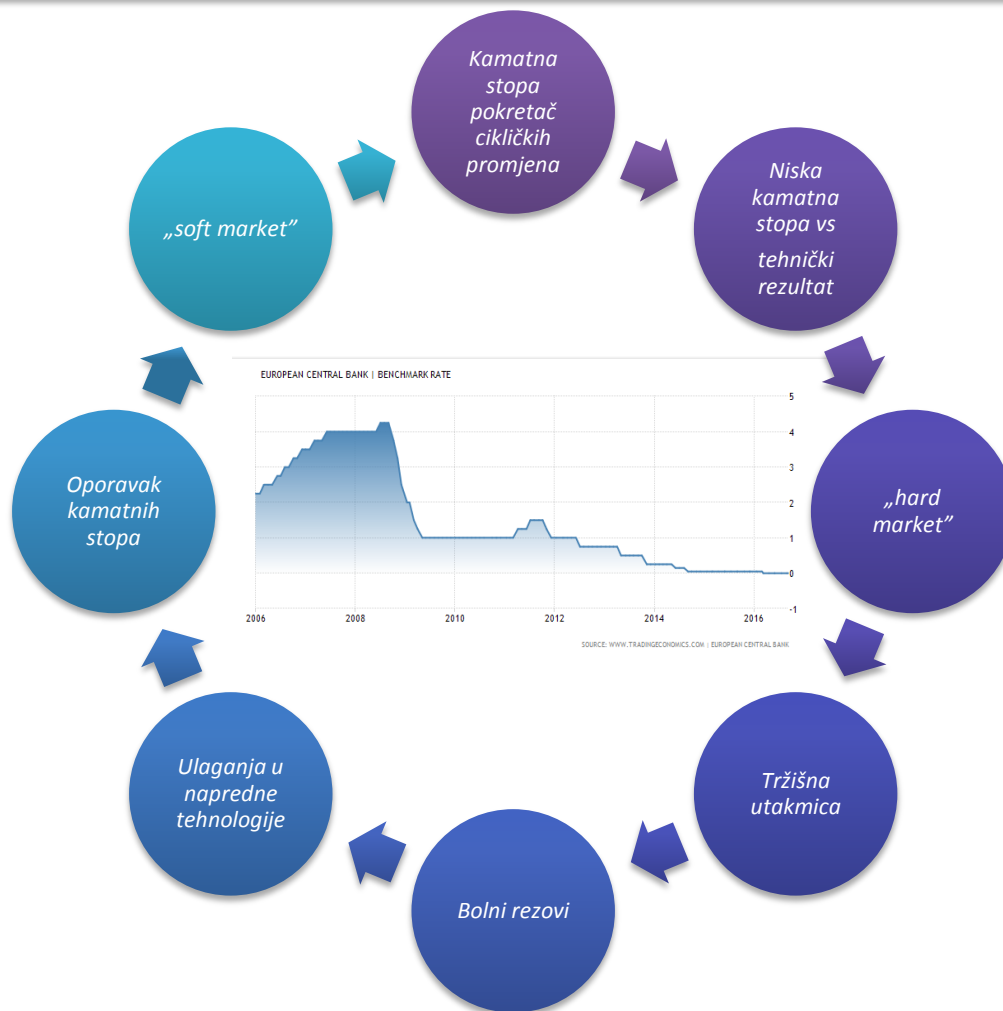 Kamatna
stopa
pokretač
cikličkih
promjena
Niska
kamatna
stopa vs
tehnički
rezultat
„hard
market”
Tržišna
utakmica
Bolni rezovi
Ulaganja u
napredne
tehnologije
Oporavak
kamatnih
stopa
„soft market”
EUROPEAN CENTRAL BANK | BENCHMARK RATE
5
4
3
2
1
0
-1
2006
2008
2010
2012
2014
2016
SOURCE: WWW.TRADINGECONOMICS.COM | EUROPEAN CENTRAL BANK